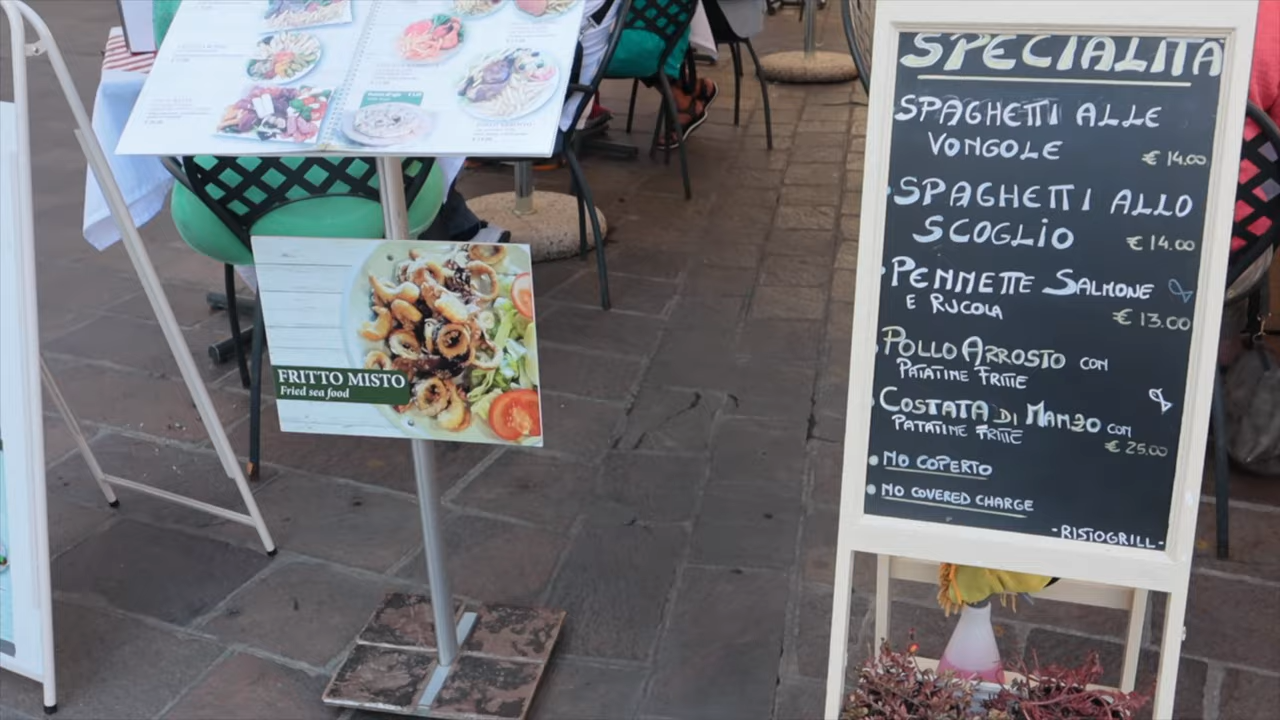 FRITTO MISTO
Fried sea food
SPECIALITA
SPAGHETTI ALLE
VONGOLE
€ 14.00
SPAGHETTI ALLO
SCOGLIO
€ 14.00
PENNETTE SALMONE
E RUCOLA
€ 13.00
POLLO ARROSTO CON
PATATINE FRITTE
COSTATA DI MANZO CON
PATATINE FRITTE
€ 25.00
• NO COPERTO
• NO COVERED CHARGE
-RISTOGRILL-